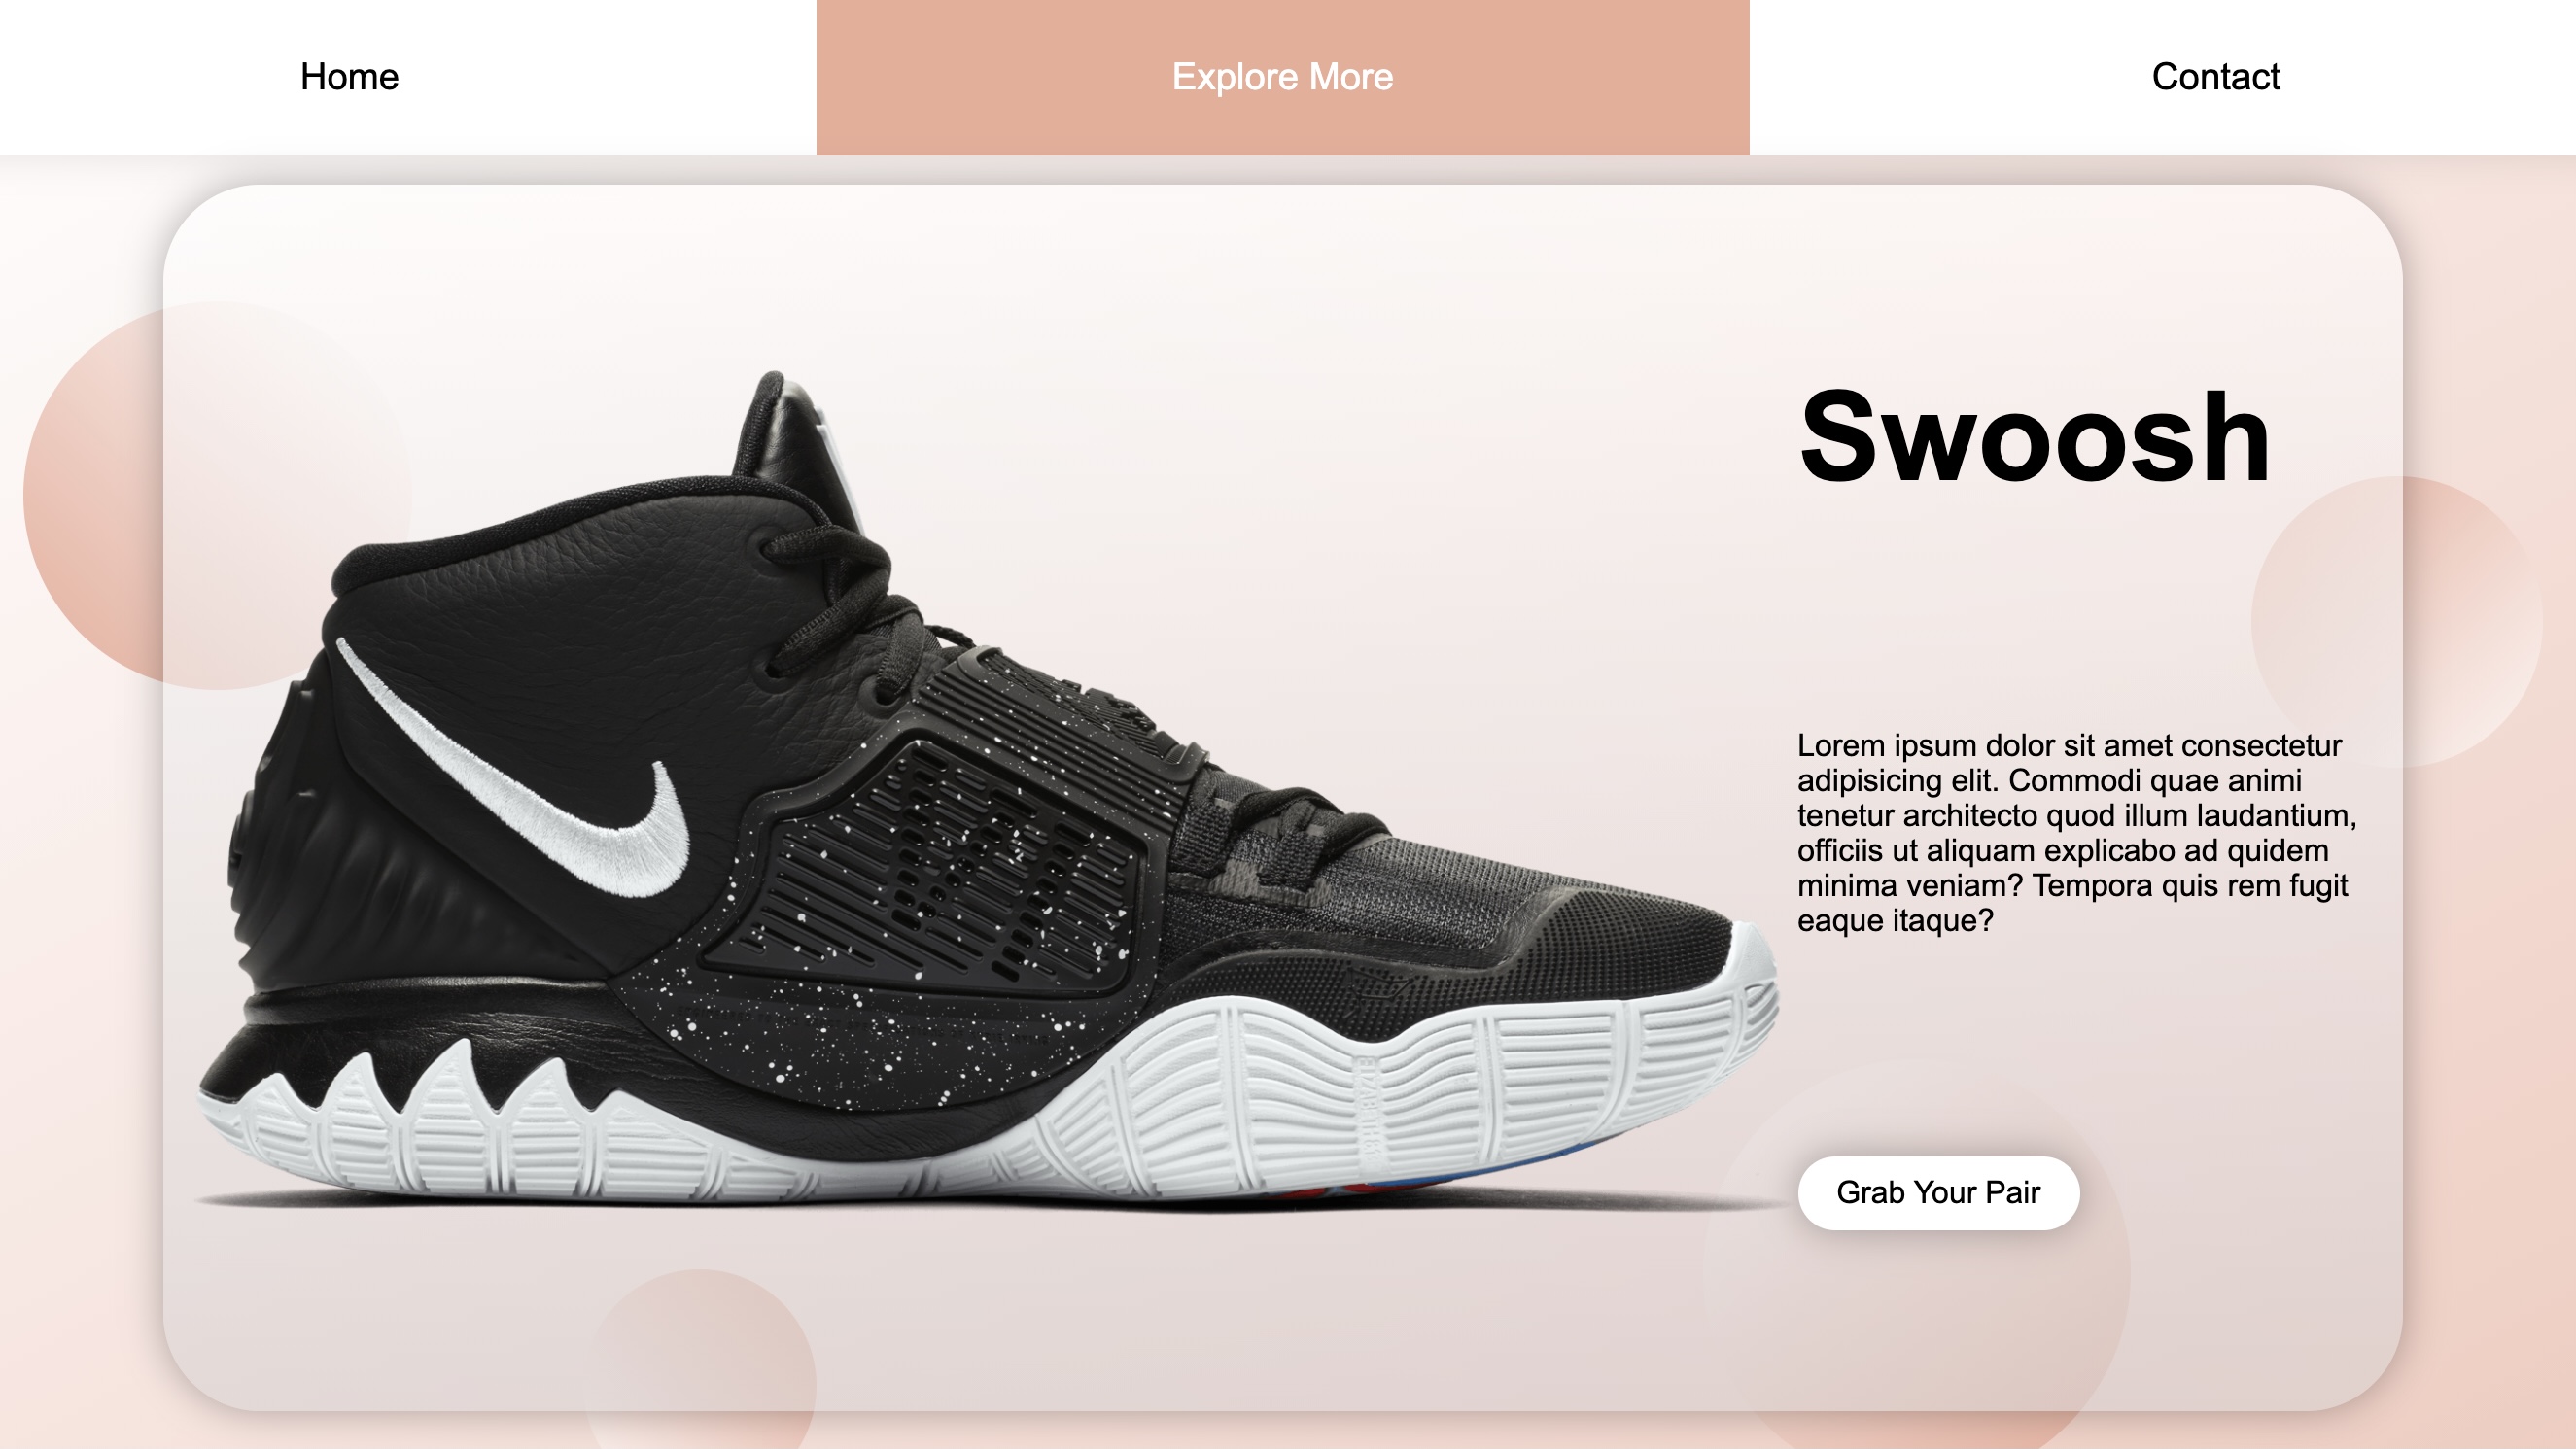 Home
Explore More
Contact
Swoosh
Lorem ipsum dolor sit amet consectetur
adipisicing elit. Commodi quae animi
tenetur architecto quod illum laudantium,
officiis ut aliquam explicabo ad quidem
minima veniam? Tempora quis rem fugit
eaque itaque?
Grab Your Pair